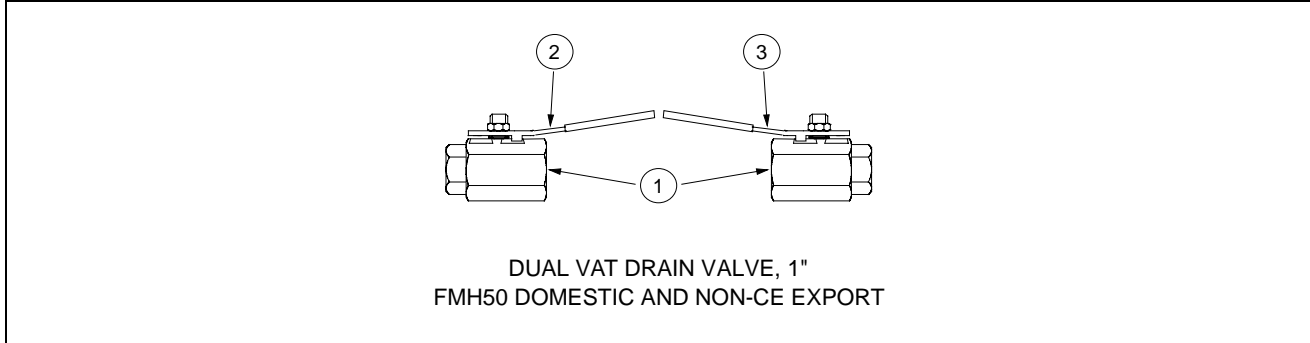 2
3
1
DUAL VAT DRAIN VALVE, 1"
FMH50 DOMESTIC AND NON-CE EXPORT